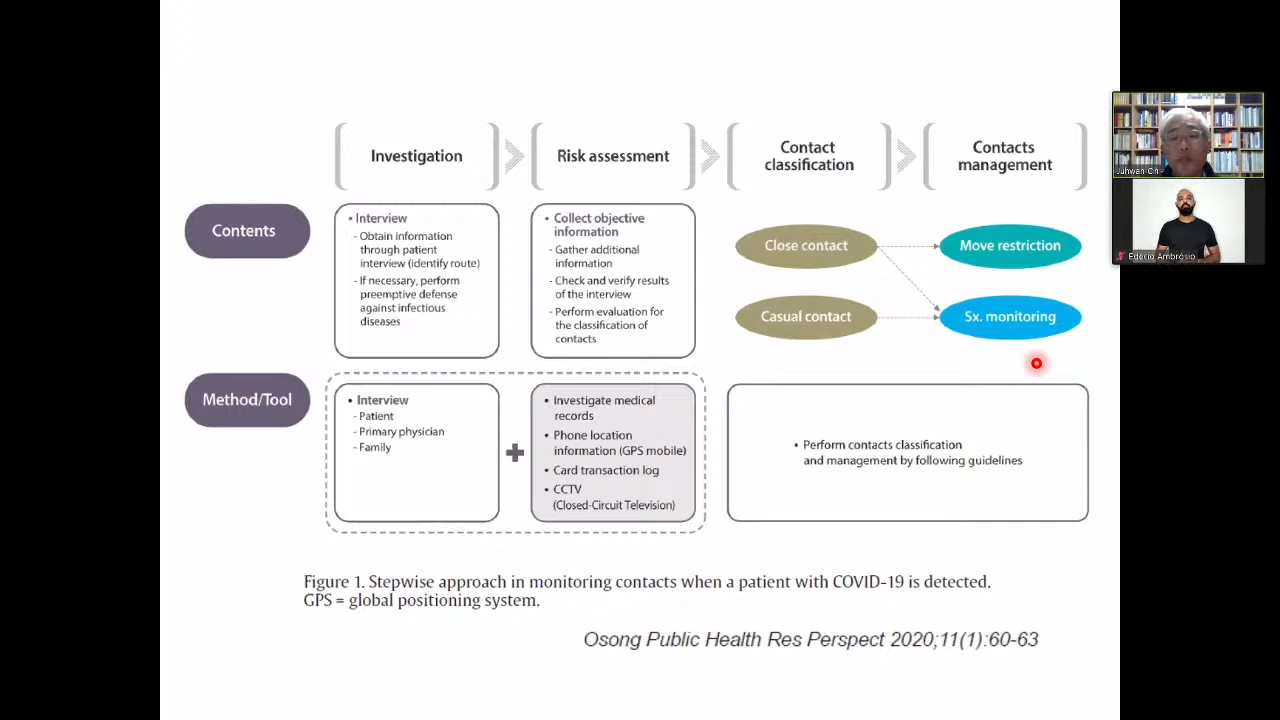 Investigation
Risk assessment
Contact
classification
Contacts
management
Contents
• Interview
- Obtain information
through patient
interview (identify route)
- If necessary, perform
preemptive defense
against infectious
diseases
• Collect objective
information
- Gather additional
information
- Check and verify results
of the interview
- Perform evaluation for
the classification of
contacts
Close contact
Move restriction
Casual contact
Sx. monitoring
Method/Tool
• Interview
- Patient
- Primary physician
- Family
• Investigate medical
records
• Phone location
information (GPS mobile)
• Card transaction log
• CCTV
(Closed-Circuit Television)
• Perform contacts classification
and management by following guidelines
Figure 1. Stepwise approach in monitoring contacts when a patient with COVID-19 is detected.
GPS = global positioning system.
Osong Public Health Res Perspect 2020;11(1):60-63
Juhwan Oh
Edécio Ambrósio